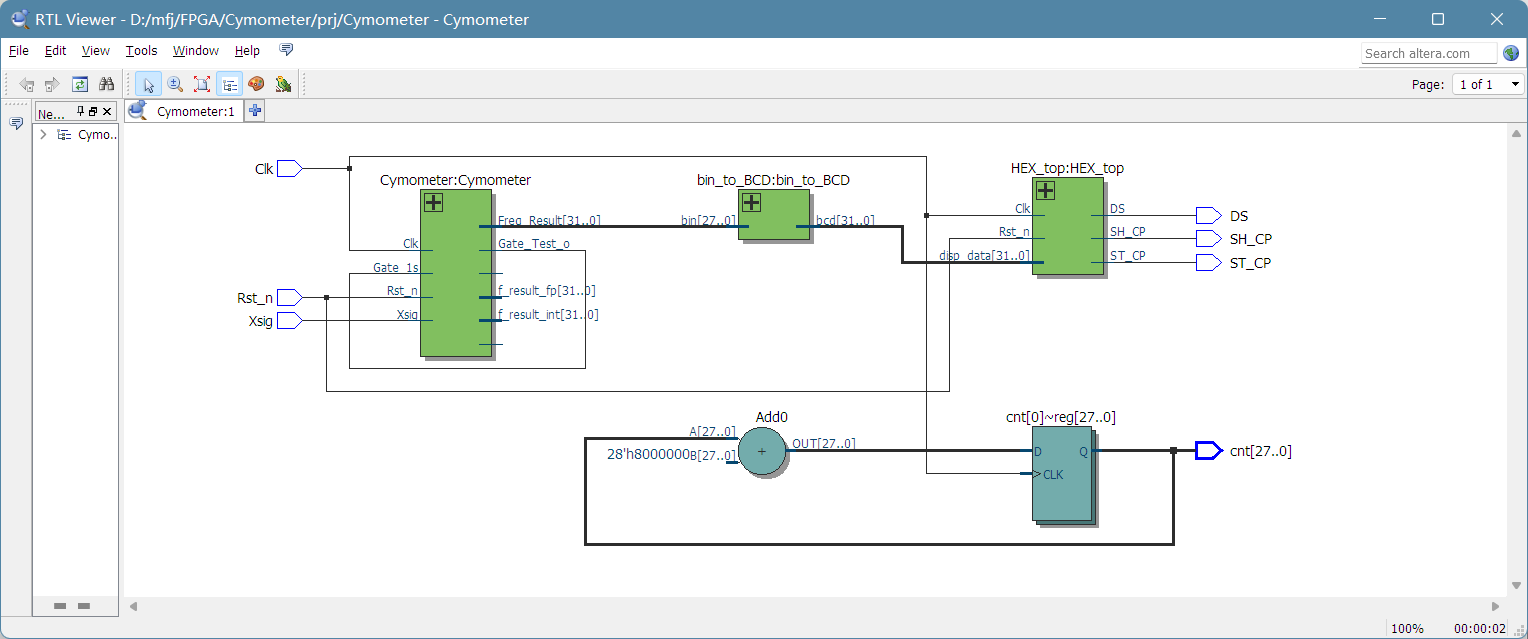 RTL Viewer - D:/mfj/FPGA/Cymometer/prj/Cymometer - Cymometer
File Edit View Tools Window Help
Search altera.com
Page: 1 of 1
Ne...
Cymometer:1
Cymo..
Clk
Cymometer:Cymometer
bin_to_BCD:bin_to_BCD
HEX_top:HEX_top
Freq_Result[31..0]
bin[27..0]
bcd[31..0]
Clk
DS
DS
Clk
Gate_Test_o
Rst_n
SH_CP
SH_CP
Gate_1s
disp_data[31..0]
ST_CP
ST_CP
Rst_n
Rst_n
f_result_fp[31..0]
Xsig
Xsig
f_result_int[31..0]
Add0
cnt[0]~reg[27..0]
A[27..0]
OUT[27..0]
28'h8000000
B[27..0]
+
D
Q
cnt[27..0]
CLK
100%
00:00:02